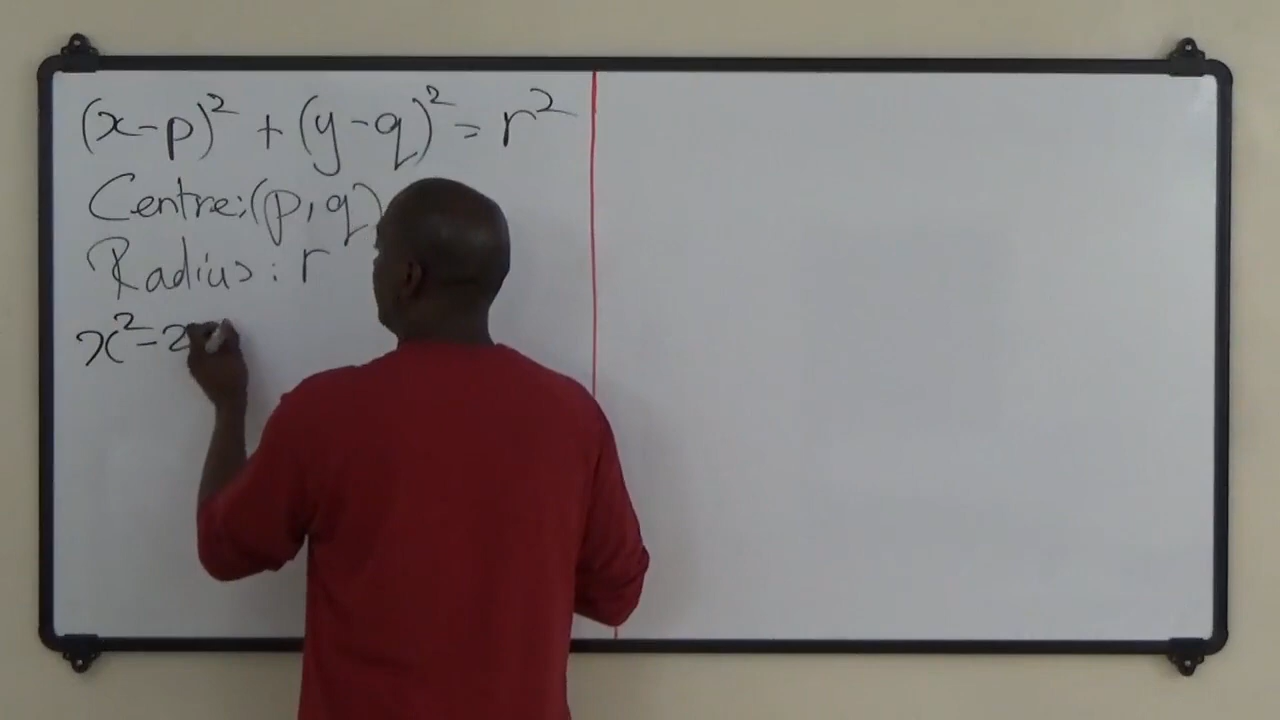 (x-p)² + (y-q)² = r²
Centre:(p,q)
Radius: r
x²-2